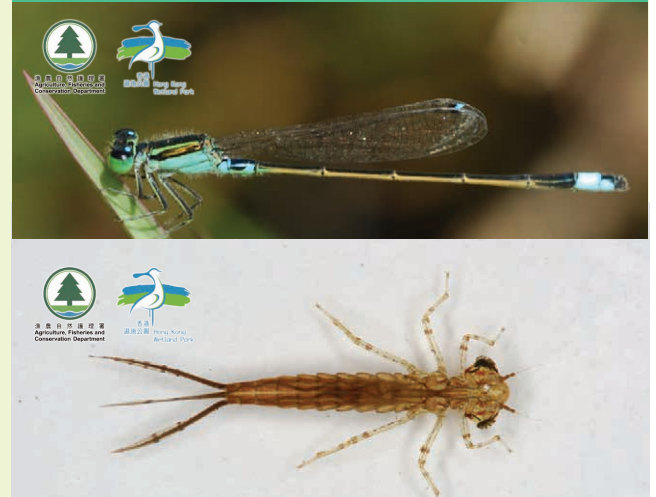 漁農自然護理署
Agriculture, Fisheries and
Conservation Department
香港
濕地公園 Hong Kong
Wetland Park
漁農自然護理署
Agriculture, Fisheries and
Conservation Department
香港
濕地公園 Hong Kong
Wetland Park